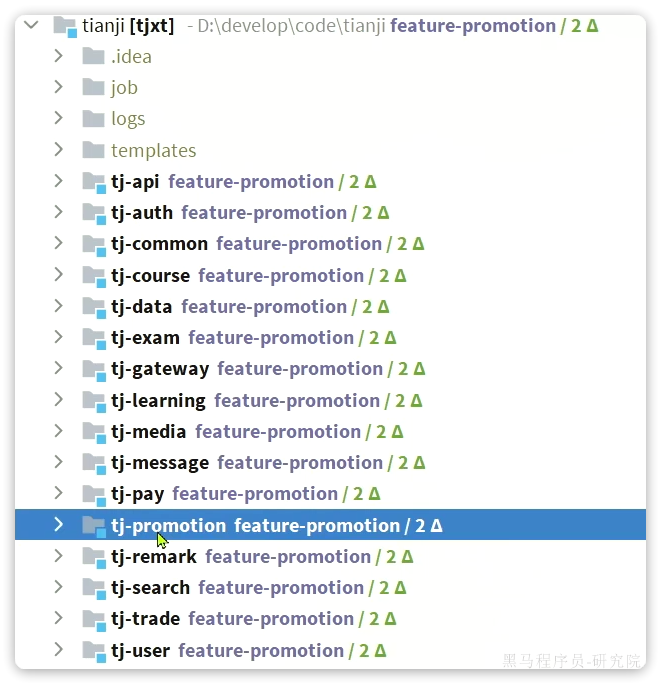 tianji [tjxt] - D:\develop\code\tianji feature-promotion / 2 Δ
.idea
job
logs
templates
tj-api feature-promotion / 2 Δ
tj-auth feature-promotion / 2 Δ
tj-common feature-promotion / 2 Δ
tj-course feature-promotion / 2 Δ
tj-data feature-promotion / 2 Δ
tj-exam feature-promotion / 2 Δ
tj-gateway feature-promotion / 2 Δ
tj-learning feature-promotion / 2 Δ
tj-media feature-promotion / 2 Δ
tj-message feature-promotion / 2 Δ
tj-pay feature-promotion / 2 Δ
tj-promotion feature-promotion / 2 Δ
tj-remark feature-promotion / 2 Δ
tj-search feature-promotion / 2 Δ
tj-trade feature-promotion / 2 Δ
tj-user feature-promotion / 2 Δ
黑马程序员-研究院